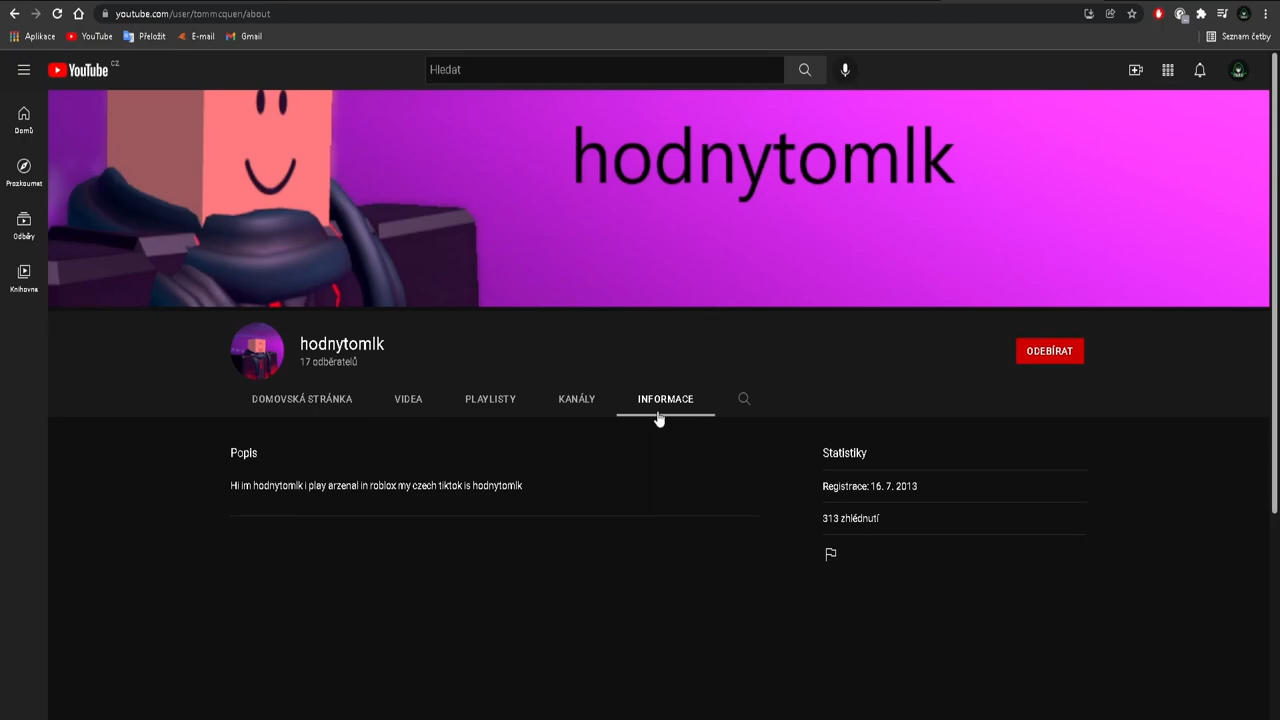 youtube.com/user/tommcquen/about
Aplikace YouTube Přeložit E-mail Gmail Seznam četby
YouTube CZ
Hledat
Domů
Prozkoumat
Odběry
Knihovna
hodnytomlk
hodnytomlk
17 odběratelů
ODEBÍRAT
DOMOVSKÁ STRÁNKA VIDEA PLAYLISTY KANÁLY INFORMACE
Popis
Hi im hodnytomlk i play arzenal in roblox my czech tiktok is hodnytomlk
Statistiky
Registrace: 16. 7. 2013
313 zhlédnutí